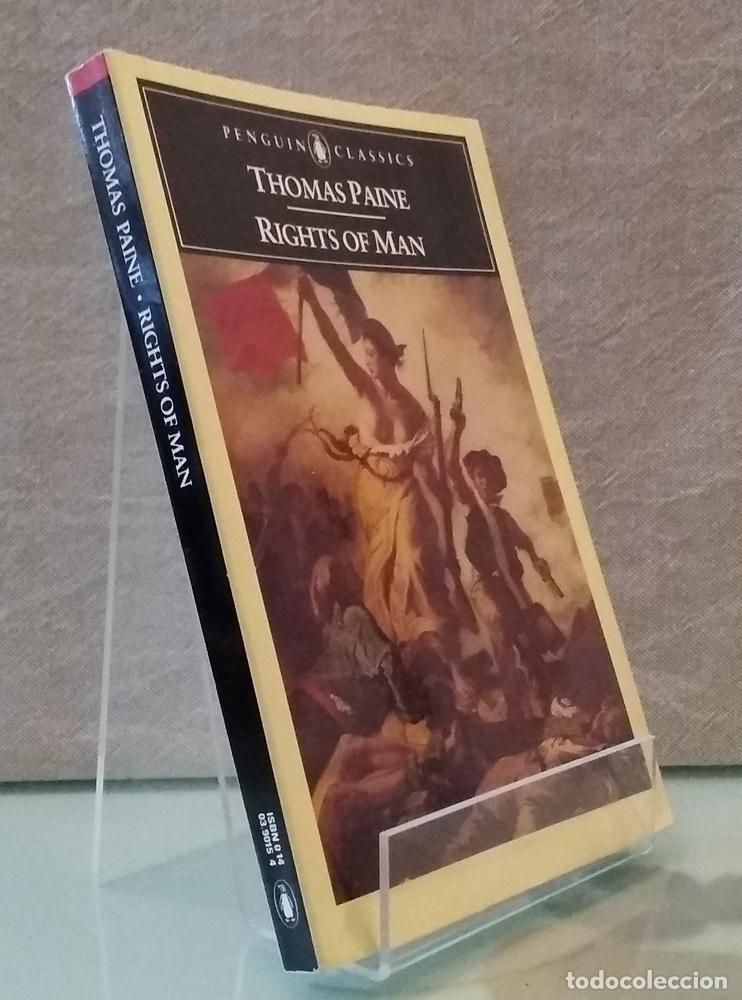 PENGUIN CLASSICS
THOMAS PAINE
RIGHTS OF MAN
THOMAS PAINE · RIGHTS OF MAN
ISBN 0 14
03.9015 4
todocoleccion